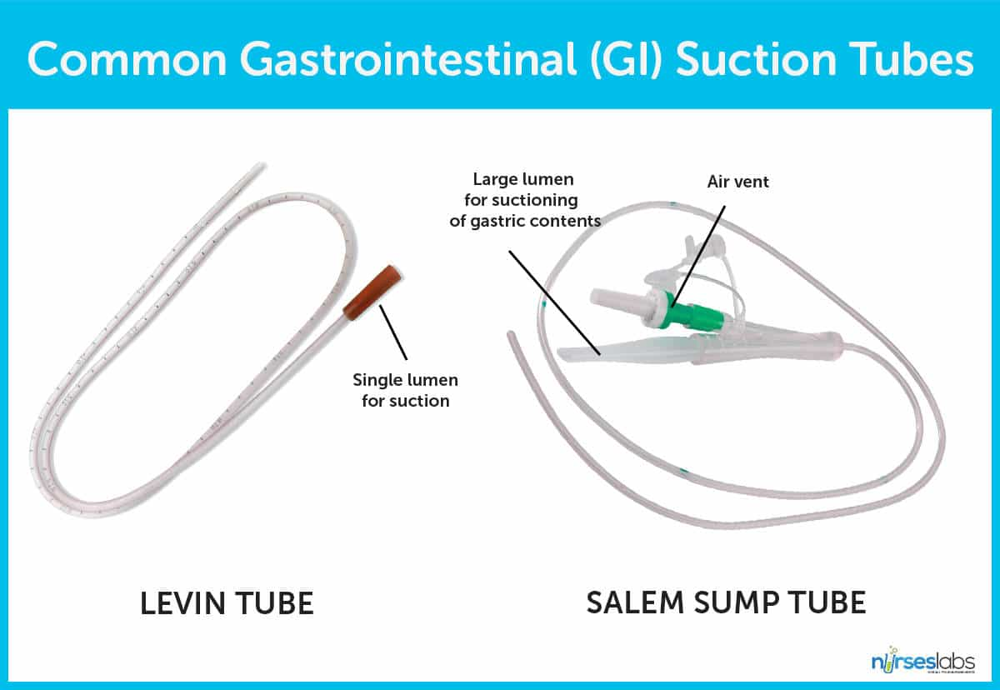 Common Gastrointestinal (GI) Suction Tubes
Large lumen
for suctioning
of gastric contents
Air vent
Single lumen
for suction
LEVIN TUBE
SALEM SUMP TUBE
nurseslabs